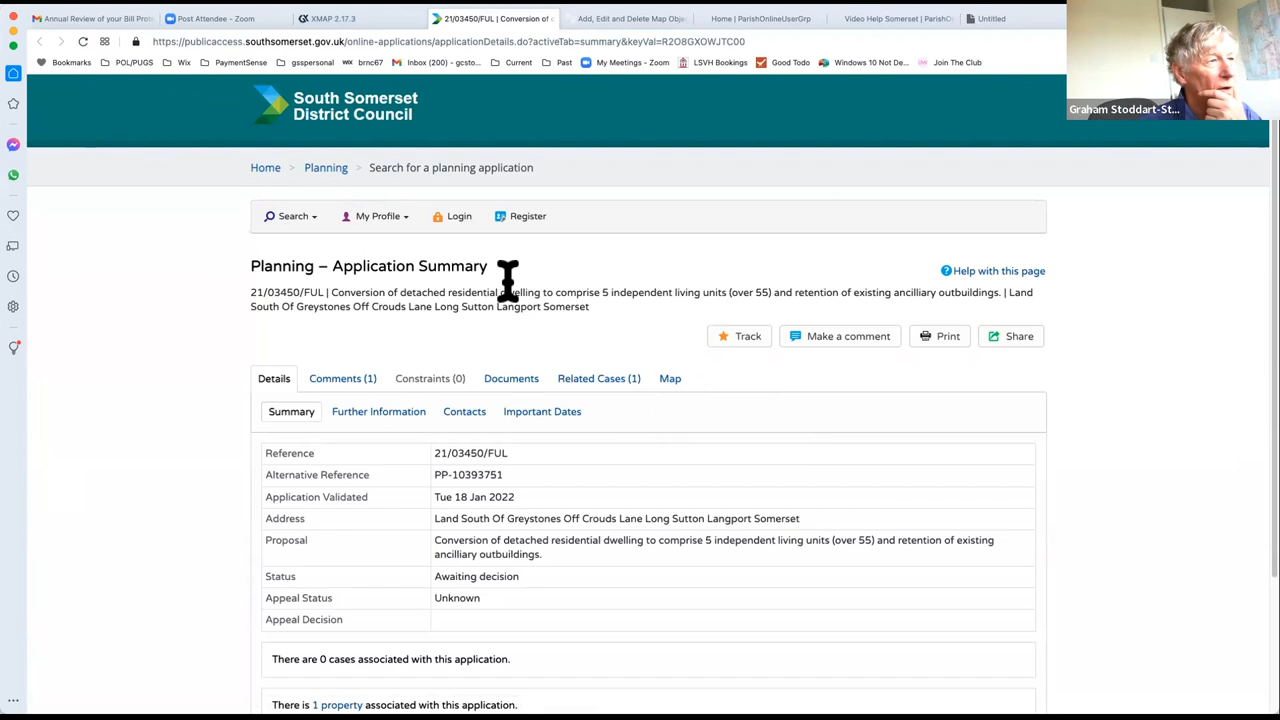 Annual Review of your Bill Prote
Post Attendee - Zoom
XMAP 2.17.3
21/03450/FUL | Conversion of d
Add, Edit and Delete Map Obje
Home | ParishOnlineUserGrp
Video Help Somerset | ParishO
Untitled
https://publicaccess.southsomerset.gov.uk/online-applications/applicationDetails.do?activeTab=summary&keyVal=R2O8GXOWJTC00
Bookmarks
POL/PUGS
Wix
PaymentSense
gsspersonal
WIX brnc67
Inbox (200) - gcsto...
Current
Past
My Meetings - Zoom
LSVH Bookings
Good Todo
Windows 10 Not De...
Join The Club
Graham Stoddart-St...
South Somerset
District Council
Home > Planning > Search for a planning application
Search
My Profile
Login
Register
Planning – Application Summary
Help with this page
21/03450/FUL | Conversion of detached residential dwelling to comprise 5 independent living units (over 55) and retention of existing ancilliary outbuildings. | Land
South Of Greystones Off Crouds Lane Long Sutton Langport Somerset
Track
Make a comment
Print
Share
Details
Comments (1)
Constraints (0)
Documents
Related Cases (1)
Map
Summary
Further Information
Contacts
Important Dates
Reference 21/03450/FUL
Alternative Reference PP-10393751
Application Validated Tue 18 Jan 2022
Address Land South Of Greystones Off Crouds Lane Long Sutton Langport Somerset
Proposal Conversion of detached residential dwelling to comprise 5 independent living units (over 55) and retention of existing
ancilliary outbuildings.
Status Awaiting decision
Appeal Status Unknown
Appeal Decision
There are 0 cases associated with this application.
There is 1 property associated with this application.